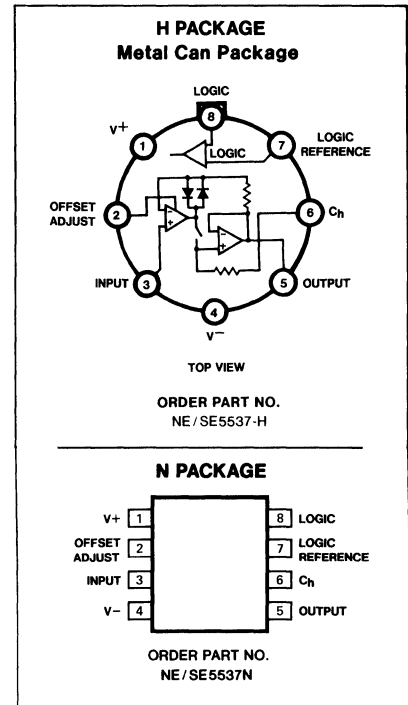 H PACKAGE
Metal Can Package
LOGIC
8
V+
1
LOGIC
7
LOGIC
REFERENCE
OFFSET
ADJUST
2
+
-
+
6
Ch
INPUT
3
5
OUTPUT
4
V−
TOP VIEW
ORDER PART NO.
NE/SE5537-H
N PACKAGE
V+ 1
8 LOGIC
OFFSET
ADJUST 2
7 LOGIC
REFERENCE
INPUT 3
6 Ch
V− 4
5 OUTPUT
ORDER PART NO.
NE/SE5537N